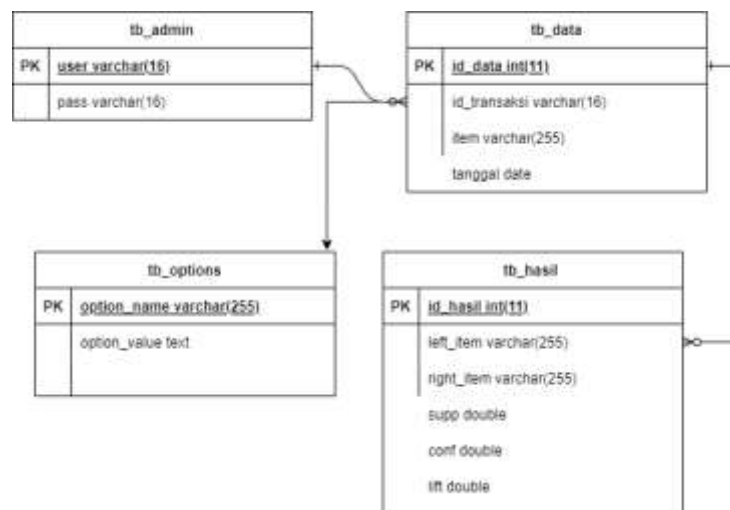 tb_admin
PK user varchar(16)
pass varchar(16)
tb_data
PK id_data int(11)
id_transaksi varchar(16)
item varchar(255)
tanggal date
tb_options
PK option_name varchar(255)
option_value text
tb_hasil
PK id_hasil int(11)
left_item varchar(255)
right_item varchar(255)
supp double
conf double
lift double